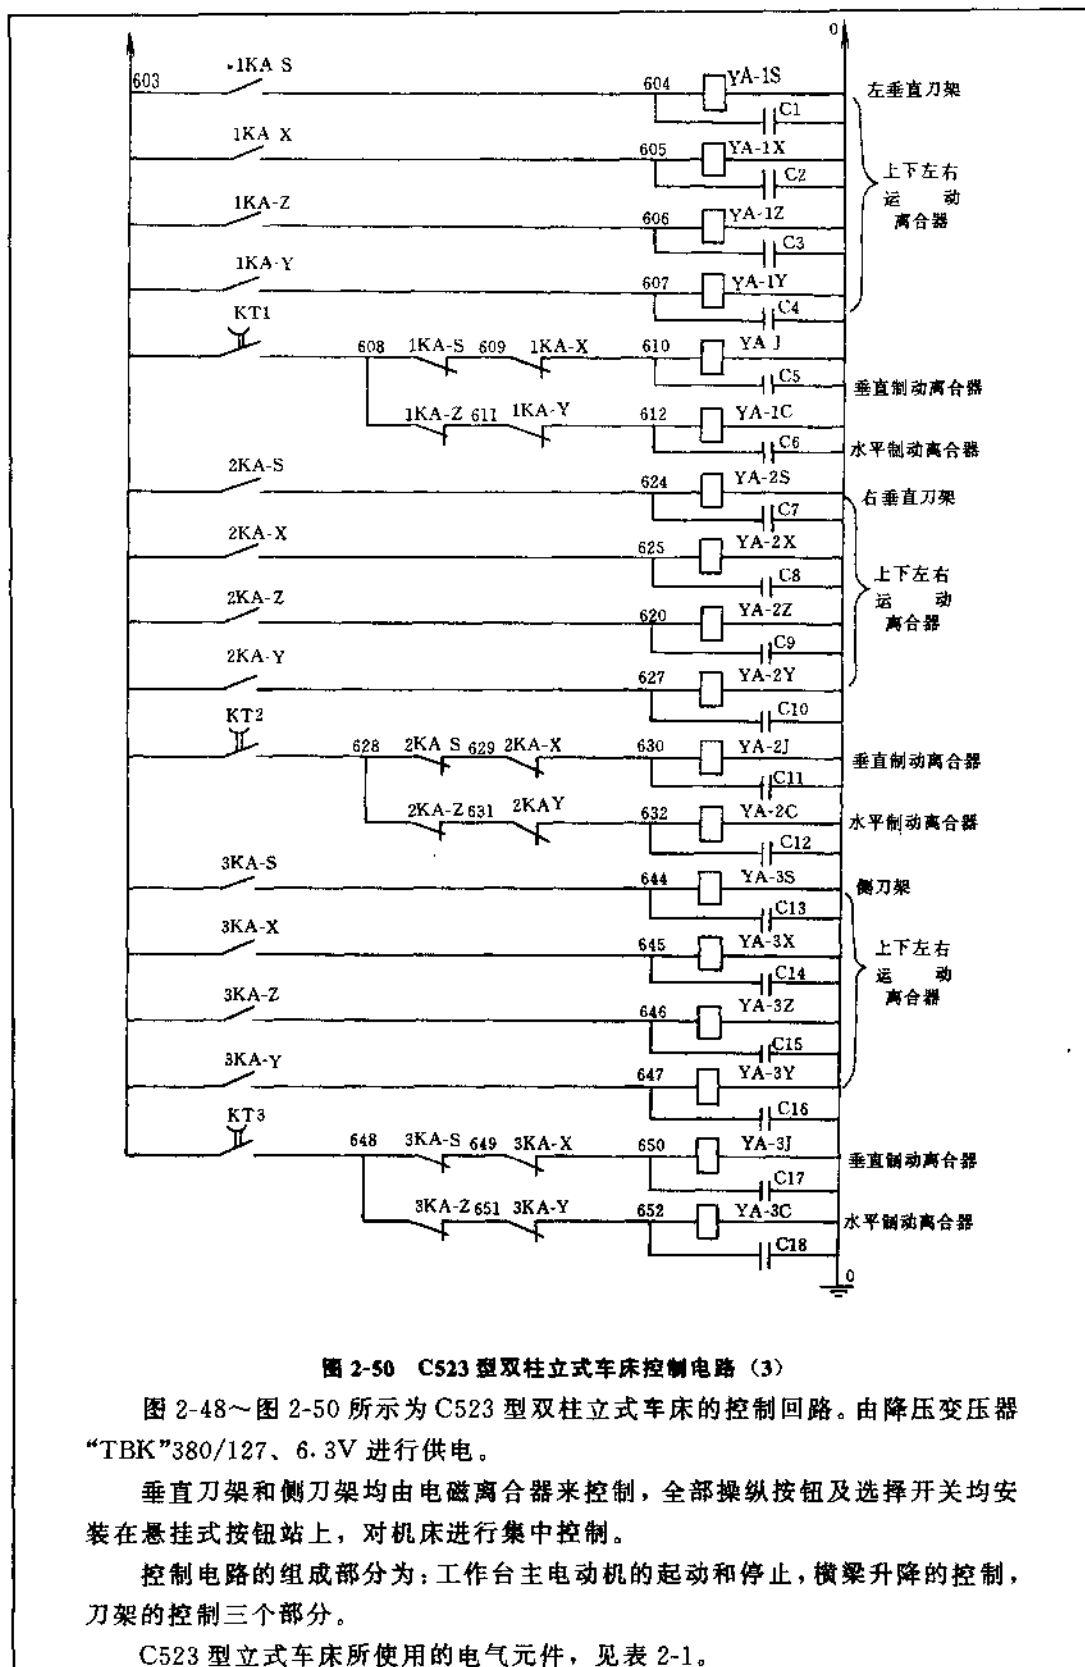 0
603 1KA S 604 YA-1S 左垂直刀架
C1
1KA X 605 YA-1X 上下左右
C2 运 动
1KA-Z 606 YA-1Z 离合器
C3
1KA-Y 607 YA-1Y
C4
KT1
608 1KA-S 609 1KA-X 610 YA J
C5 垂直制动离合器
1KA-Z 611 1KA-Y 612 YA-1C
C6 水平制动离合器
2KA-S 624 YA-2S 右垂直刀架
C7
2KA-X 625 YA-2X 上下左右
C8 运 动
2KA-Z 620 YA-2Z 离合器
C9
2KA-Y 627 YA-2Y
C10
KT2
628 2KA S 629 2KA-X 630 YA-2J 垂直制动离合器
C11
2KA-Z 631 2KA Y 632 YA-2C 水平制动离合器
C12
3KA-S 644 YA-3S 侧刀架
C13
3KA-X 645 YA-3X 上下左右
C14 运 动
3KA-Z 646 YA-3Z 离合器
C15
3KA-Y 647 YA-3Y
C16
KT3
648 3KA-S 649 3KA-X 650 YA-3J 垂直制动离合器
C17
3KA-Z 651 3KA-Y 652 YA-3C 水平制动离合器
C18
0
图 2-50 C523 型双柱立式车床控制电路（3）
图 2-48～图 2-50 所示为 C523 型双柱立式车床的控制回路。由降压变压器
“TBK”380/127、6.3V 进行供电。
垂直刀架和侧刀架均由电磁离合器来控制，全部操纵按钮及选择开关均安
装在悬挂式按钮站上，对机床进行集中控制。
控制电路的组成部分为：工作台主电动机的起动和停止，横梁升降的控制，
刀架的控制三个部分。
C523 型立式车床所使用的电气元件，见表 2-1。